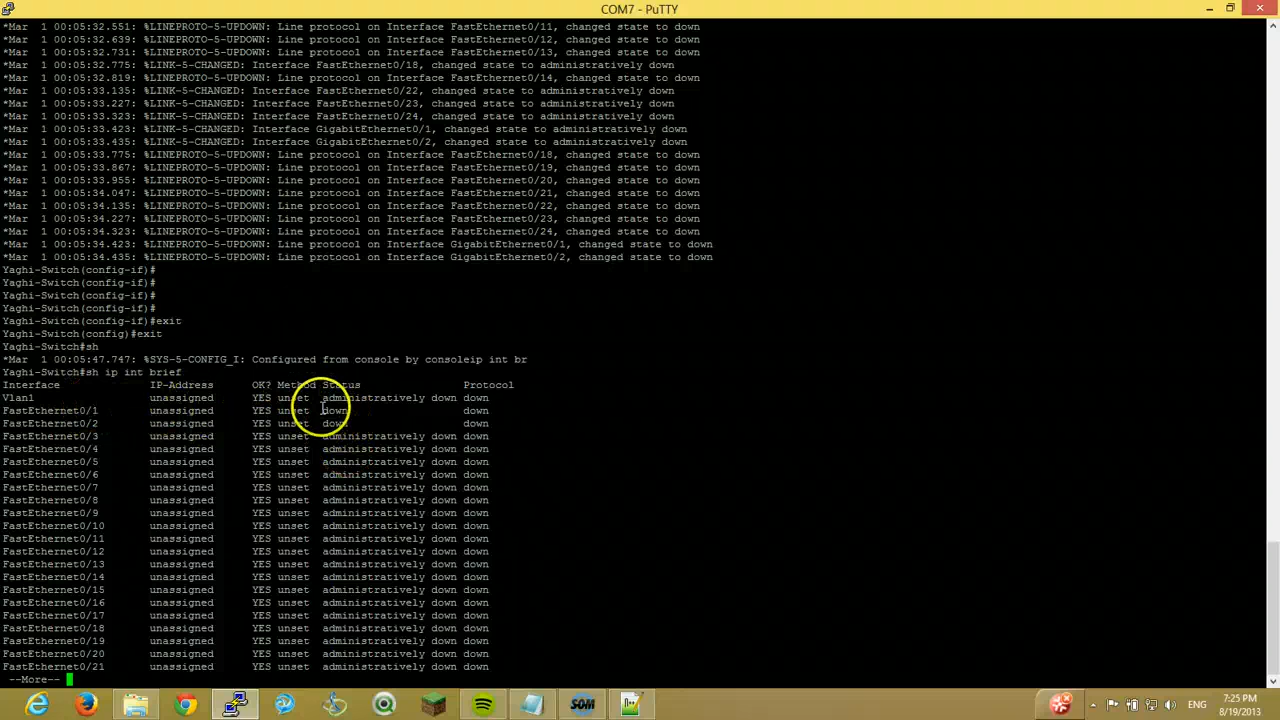 COM7 - PuTTY
*Mar  1 00:05:32.551: %LINEPROTO-5-UPDOWN: Line protocol on Interface FastEthernet0/11, changed state to down
*Mar  1 00:05:32.639: %LINEPROTO-5-UPDOWN: Line protocol on Interface FastEthernet0/12, changed state to down
*Mar  1 00:05:32.731: %LINEPROTO-5-UPDOWN: Line protocol on Interface FastEthernet0/13, changed state to down
*Mar  1 00:05:32.775: %LINK-5-CHANGED: Interface FastEthernet0/18, changed state to administratively down
*Mar  1 00:05:32.819: %LINEPROTO-5-UPDOWN: Line protocol on Interface FastEthernet0/14, changed state to down
*Mar  1 00:05:33.135: %LINK-5-CHANGED: Interface FastEthernet0/22, changed state to administratively down
*Mar  1 00:05:33.227: %LINK-5-CHANGED: Interface FastEthernet0/23, changed state to administratively down
*Mar  1 00:05:33.323: %LINK-5-CHANGED: Interface FastEthernet0/24, changed state to administratively down
*Mar  1 00:05:33.423: %LINK-5-CHANGED: Interface GigabitEthernet0/1, changed state to administratively down
*Mar  1 00:05:33.435: %LINK-5-CHANGED: Interface GigabitEthernet0/2, changed state to administratively down
*Mar  1 00:05:33.775: %LINEPROTO-5-UPDOWN: Line protocol on Interface FastEthernet0/18, changed state to down
*Mar  1 00:05:33.867: %LINEPROTO-5-UPDOWN: Line protocol on Interface FastEthernet0/19, changed state to down
*Mar  1 00:05:33.955: %LINEPROTO-5-UPDOWN: Line protocol on Interface FastEthernet0/20, changed state to down
*Mar  1 00:05:34.047: %LINEPROTO-5-UPDOWN: Line protocol on Interface FastEthernet0/21, changed state to down
*Mar  1 00:05:34.135: %LINEPROTO-5-UPDOWN: Line protocol on Interface FastEthernet0/22, changed state to down
*Mar  1 00:05:34.227: %LINEPROTO-5-UPDOWN: Line protocol on Interface FastEthernet0/23, changed state to down
*Mar  1 00:05:34.323: %LINEPROTO-5-UPDOWN: Line protocol on Interface FastEthernet0/24, changed state to down
*Mar  1 00:05:34.423: %LINEPROTO-5-UPDOWN: Line protocol on Interface GigabitEthernet0/1, changed state to down
*Mar  1 00:05:34.435: %LINEPROTO-5-UPDOWN: Line protocol on Interface GigabitEthernet0/2, changed state to down
Yaghi-Switch(config-if)#
Yaghi-Switch(config-if)#
Yaghi-Switch(config-if)#
Yaghi-Switch(config-if)#
Yaghi-Switch(config-if)#exit
Yaghi-Switch(config)#exit
Yaghi-Switch#sh
*Mar  1 00:05:47.747: %SYS-5-CONFIG_I: Configured from console by consoleip int br
Yaghi-Switch#sh ip int brief
Interface IP-Address OK? Method Status Protocol
Vlan1 unassigned YES unset administratively down down
FastEthernet0/1 unassigned YES unset down down
FastEthernet0/2 unassigned YES unset down down
FastEthernet0/3 unassigned YES unset administratively down down
FastEthernet0/4 unassigned YES unset administratively down down
FastEthernet0/5 unassigned YES unset administratively down down
FastEthernet0/6 unassigned YES unset administratively down down
FastEthernet0/7 unassigned YES unset administratively down down
FastEthernet0/8 unassigned YES unset administratively down down
FastEthernet0/9 unassigned YES unset administratively down down
FastEthernet0/10 unassigned YES unset administratively down down
FastEthernet0/11 unassigned YES unset administratively down down
FastEthernet0/12 unassigned YES unset administratively down down
FastEthernet0/13 unassigned YES unset administratively down down
FastEthernet0/14 unassigned YES unset administratively down down
FastEthernet0/15 unassigned YES unset administratively down down
FastEthernet0/16 unassigned YES unset administratively down down
FastEthernet0/17 unassigned YES unset administratively down down
FastEthernet0/18 unassigned YES unset administratively down down
FastEthernet0/19 unassigned YES unset administratively down down
FastEthernet0/20 unassigned YES unset administratively down down
FastEthernet0/21 unassigned YES unset administratively down down
--More--
SOM
ENG
7:25 PM
8/19/2013